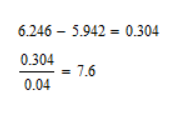 6.246 – 5.942 = 0.304
0.304
0.04
= 7.6